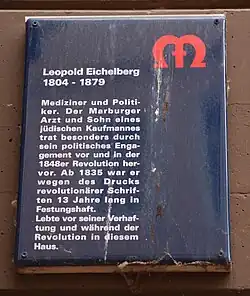 Leopold Eichelberg
1804 - 1879
Mediziner und Politi-
ker. Der Marburger
Arzt und Sohn eines
jüdischen Kaufmannes
trat besonders durch
sein politisches Enga-
gement vor und in der
1848er Revolution her-
vor. Ab 1835 war er
wegen des Drucks
revolutionärer Schrif-
ten 13 Jahre lang in
Festungshaft.
Lebte vor seiner Verhaf-
tung und während der
Revolution in diesem
Haus.